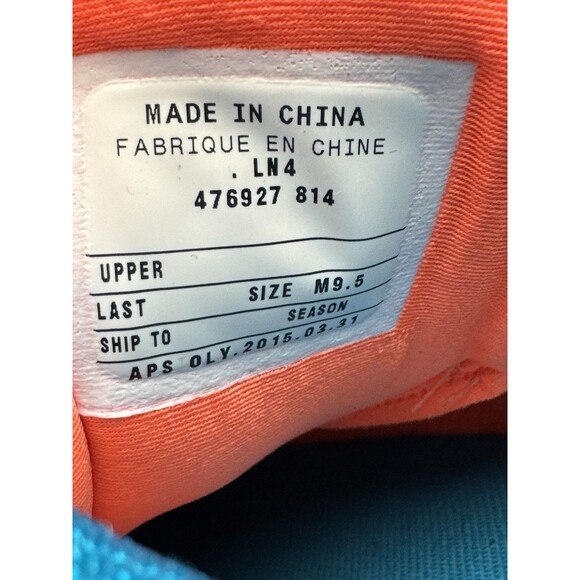 MADE IN CHINA
FABRIQUE EN CHINE
. LN4
476927 814
UPPER
LAST SIZE M9.5
SHIP TO SEASON
APS OLY.2015.03.31